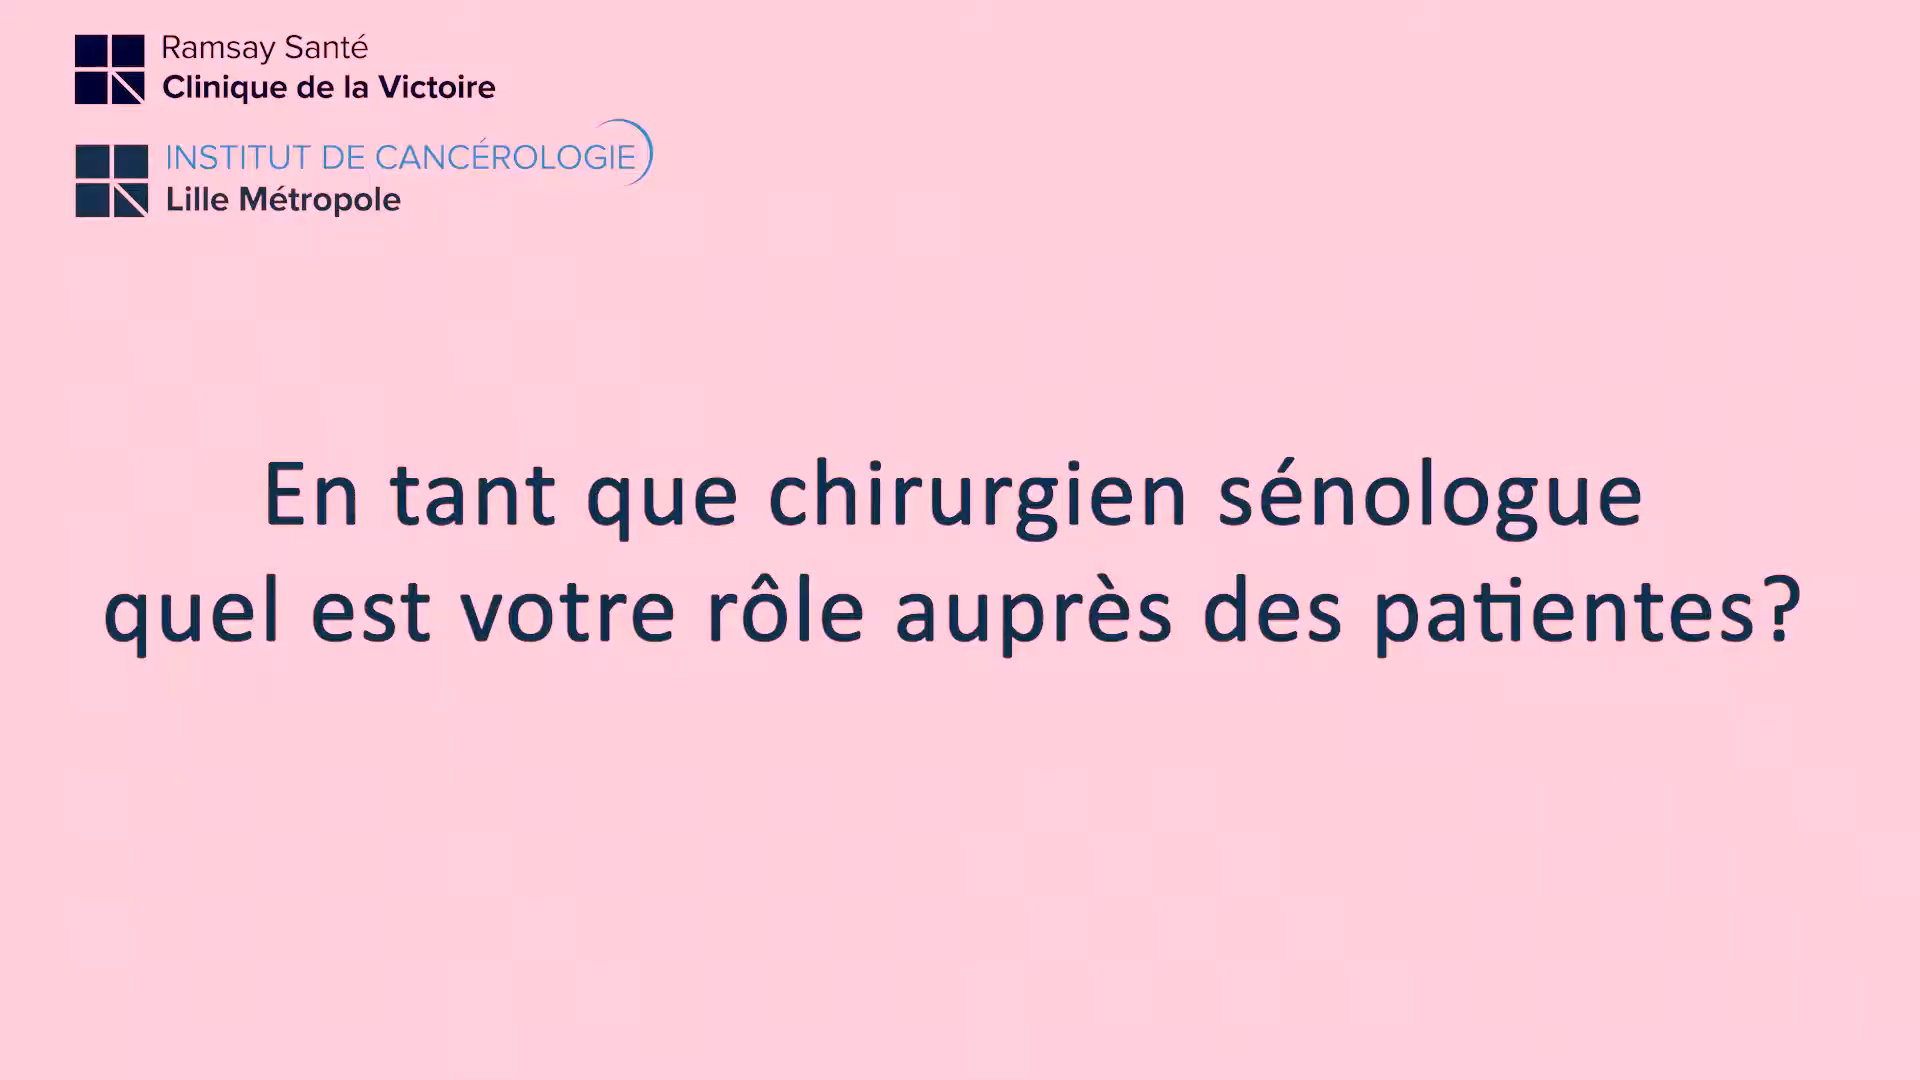 Ramsay Santé
Clinique de la Victoire
INSTITUT DE CANCÉROLOGIE
Lille Métropole
En tant que chirurgien sénologue
quel est votre rôle auprès des patientes?